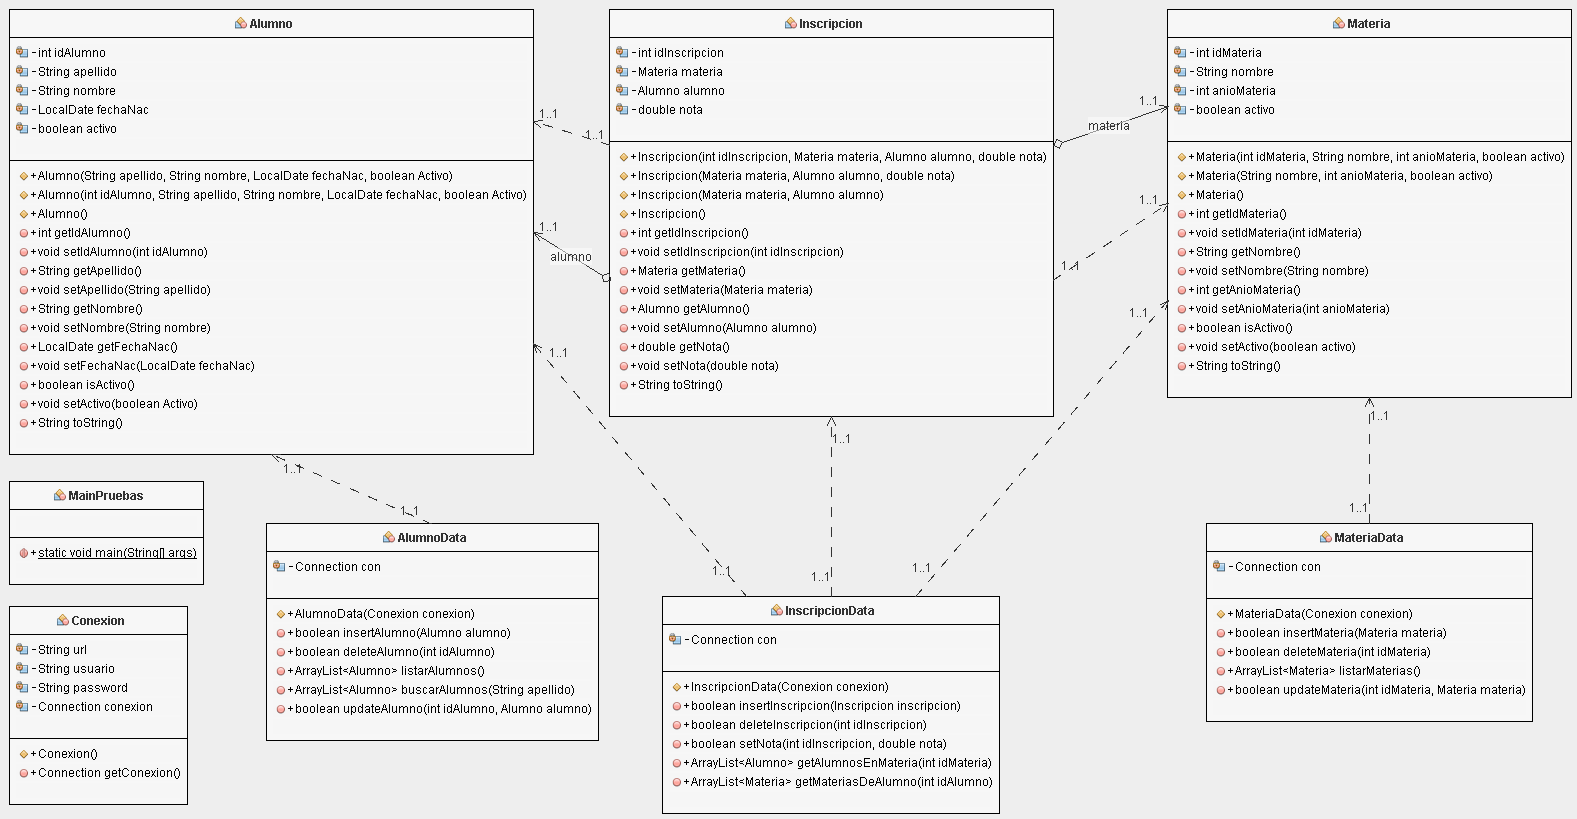 Alumno
-int idAlumno
-String apellido
-String nombre
-LocalDate fechaNac
-boolean activo
+Alumno(String apellido, String nombre, LocalDate fechaNac, boolean Activo)
+Alumno(int idAlumno, String apellido, String nombre, LocalDate fechaNac, boolean Activo)
+Alumno()
+int getIdAlumno()
+void setIdAlumno(int idAlumno)
+String getApellido()
+void setApellido(String apellido)
+String getNombre()
+void setNombre(String nombre)
+LocalDate getFechaNac()
+void setFechaNac(LocalDate fechaNac)
+boolean isActivo()
+void setActivo(boolean Activo)
+String toString()
1..1
1..1
1..1
alumno
1..1
Inscripcion
-int idInscripcion
-Materia materia
-Alumno alumno
-double nota
+Inscripcion(int idInscripcion, Materia materia, Alumno alumno, double nota)
+Inscripcion(Materia materia, Alumno alumno, double nota)
+Inscripcion(Materia materia, Alumno alumno)
+Inscripcion()
+int getIdInscripcion()
+void setIdInscripcion(int idInscripcion)
+Materia getMateria()
+void setMateria(Materia materia)
+Alumno getAlumno()
+void setAlumno(Alumno alumno)
+double getNota()
+void setNota(double nota)
+String toString()
1..1
materia
1..1
1..1
1..1
Materia
-int idMateria
-String nombre
-int anioMateria
-boolean activo
+Materia(int idMateria, String nombre, int anioMateria, boolean activo)
+Materia(String nombre, int anioMateria, boolean activo)
+Materia()
+int getIdMateria()
+void setIdMateria(int idMateria)
+String getNombre()
+void setNombre(String nombre)
+int getAnioMateria()
+void setAnioMateria(int anioMateria)
+boolean isActivo()
+void setActivo(boolean activo)
+String toString()
1..1
1..1
1..1
1..1
1..1
1..1
1..1
1..1
MainPruebas
+static void main(String[] args)
Conexion
-String url
-String usuario
-String password
-Connection conexion
+Conexion()
+Connection getConexion()
AlumnoData
-Connection con
+AlumnoData(Conexion conexion)
+boolean insertAlumno(Alumno alumno)
+boolean deleteAlumno(int idAlumno)
+ArrayList<Alumno> listarAlumnos()
+ArrayList<Alumno> buscarAlumnos(String apellido)
+boolean updateAlumno(int idAlumno, Alumno alumno)
InscripcionData
-Connection con
+InscripcionData(Conexion conexion)
+boolean insertInscripcion(Inscripcion inscripcion)
+boolean deleteInscripcion(int idInscripcion)
+boolean setNota(int idInscripcion, double nota)
+ArrayList<Alumno> getAlumnosEnMateria(int idMateria)
+ArrayList<Materia> getMateriasDeAlumno(int idAlumno)
MateriaData
-Connection con
+MateriaData(Conexion conexion)
+boolean insertMateria(Materia materia)
+boolean deleteMateria(int idMateria)
+ArrayList<Materia> listarMaterias()
+boolean updateMateria(int idMateria, Materia materia)